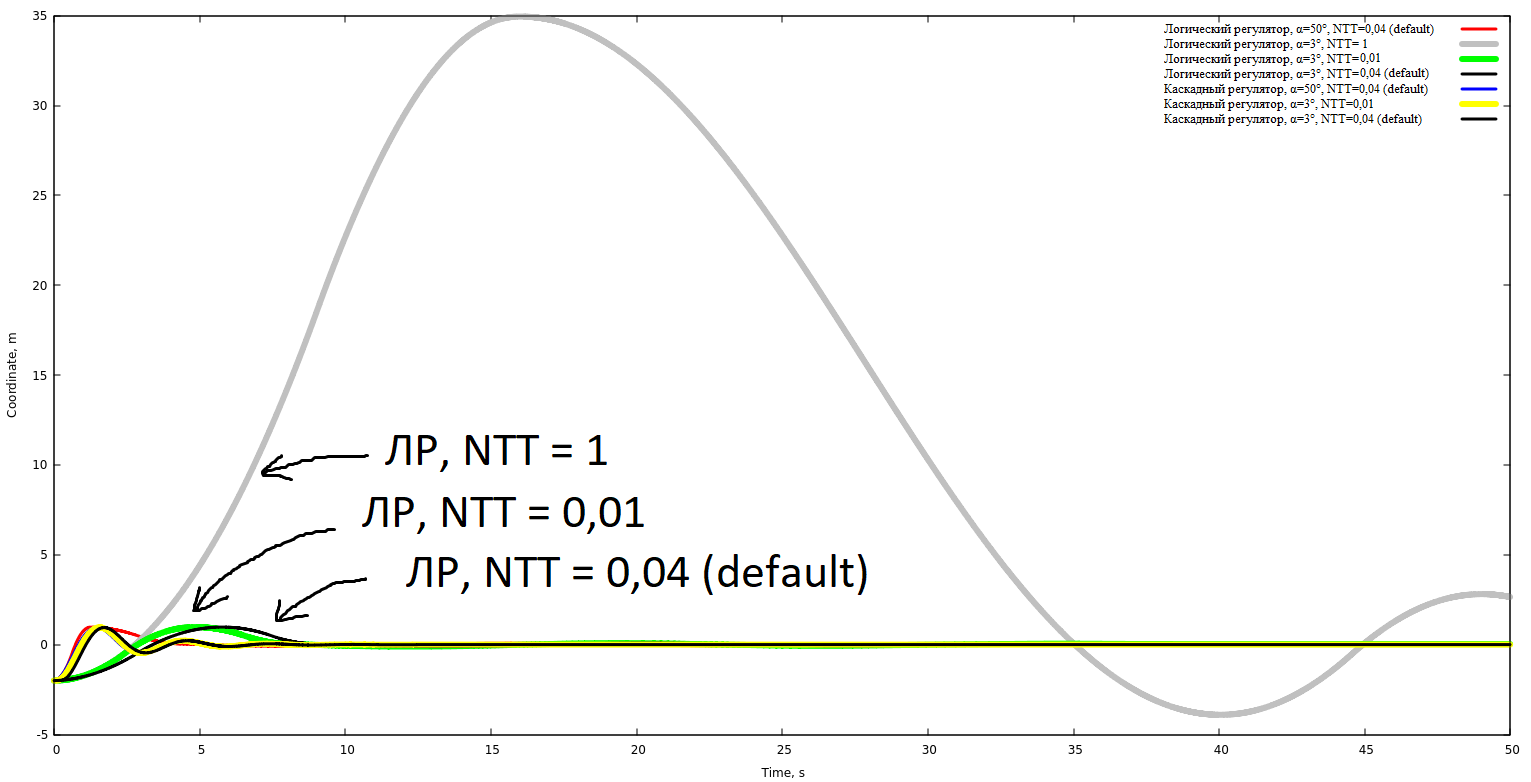 35
30
25
20
15
10
5
0
-5
Coordinate, m
Логический регулятор, α=50°, NTT=0,04 (default)
Логический регулятор, α=3°, NTT= 1
Логический регулятор, α=3°, NTT=0,01
Логический регулятор, α=3°, NTT=0,04 (default)
Каскадный регулятор, α=50°, NTT=0,04 (default)
Каскадный регулятор, α=3°, NTT=0,01
Каскадный регулятор, α=3°, NTT=0,04 (default)
ЛР, NTT = 1
ЛР, NTT = 0,01
ЛР, NTT = 0,04 (default)
0 5 10 15 20 25 30 35 40 45 50
Time, s